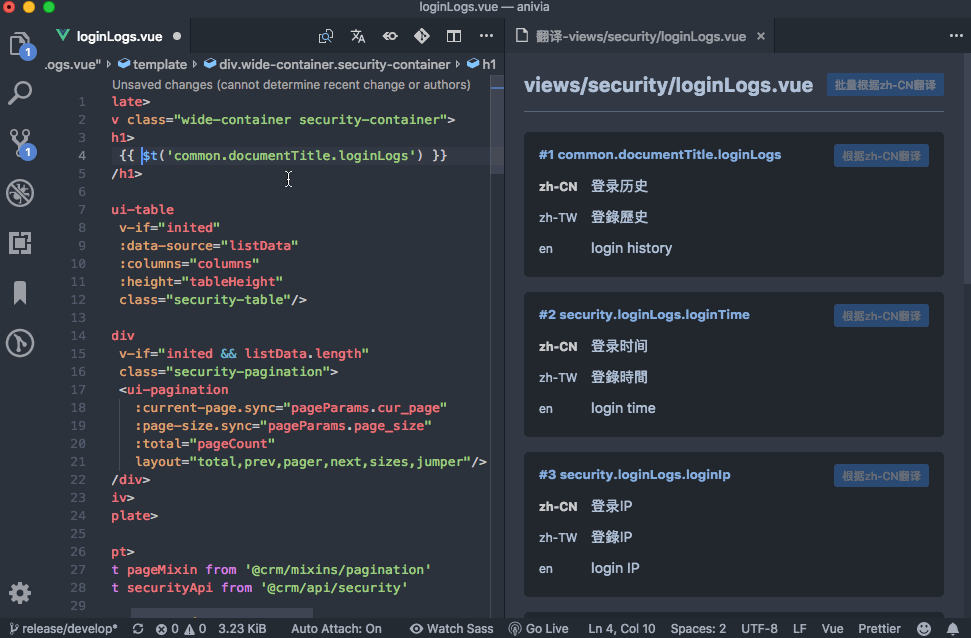 loginLogs.vue — anivia
loginLogs.vue
翻译-views/security/loginLogs.vue
1
1
.ogs.vue" › template › div.wide-container.security-container › h1
Unsaved changes (cannot determine recent change or authors)
1 late>
2 v class="wide-container security-container">
3 h1>
4 {{ $t('common.documentTitle.loginLogs') }}
5 /h1>
6
7 ui-table
8 v-if="inited"
9 :data-source="listData"
10 :columns="columns"
11 :height="tableHeight"
12 class="security-table"/>
13
14 div
15 v-if="inited && listData.length"
16 class="security-pagination">
17 <ui-pagination
18 :current-page.sync="pageParams.cur_page"
19 :page-size.sync="pageParams.page_size"
20 :total="pageCount"
21 layout="total,prev,pager,next,sizes,jumper"/>
22 /div>
23 iv>
24 plate>
25
26 pt>
27 t pageMixin from '@crm/mixins/pagination'
28 t securityApi from '@crm/api/security'
29
views/security/loginLogs.vue
批量根据zh-CN翻译
#1 common.documentTitle.loginLogs
根据zh-CN翻译
zh-CN 登录历史
zh-TW 登錄歷史
en login history
#2 security.loginLogs.loginTime
根据zh-CN翻译
zh-CN 登录时间
zh-TW 登錄時間
en login time
#3 security.loginLogs.loginIp
根据zh-CN翻译
zh-CN 登录IP
zh-TW 登錄IP
en login IP
release/develop* 0 0 3.23 KiB Auto Attach: On Watch Sass Go Live Ln 4, Col 10 Spaces: 2 UTF-8 LF Vue Prettier